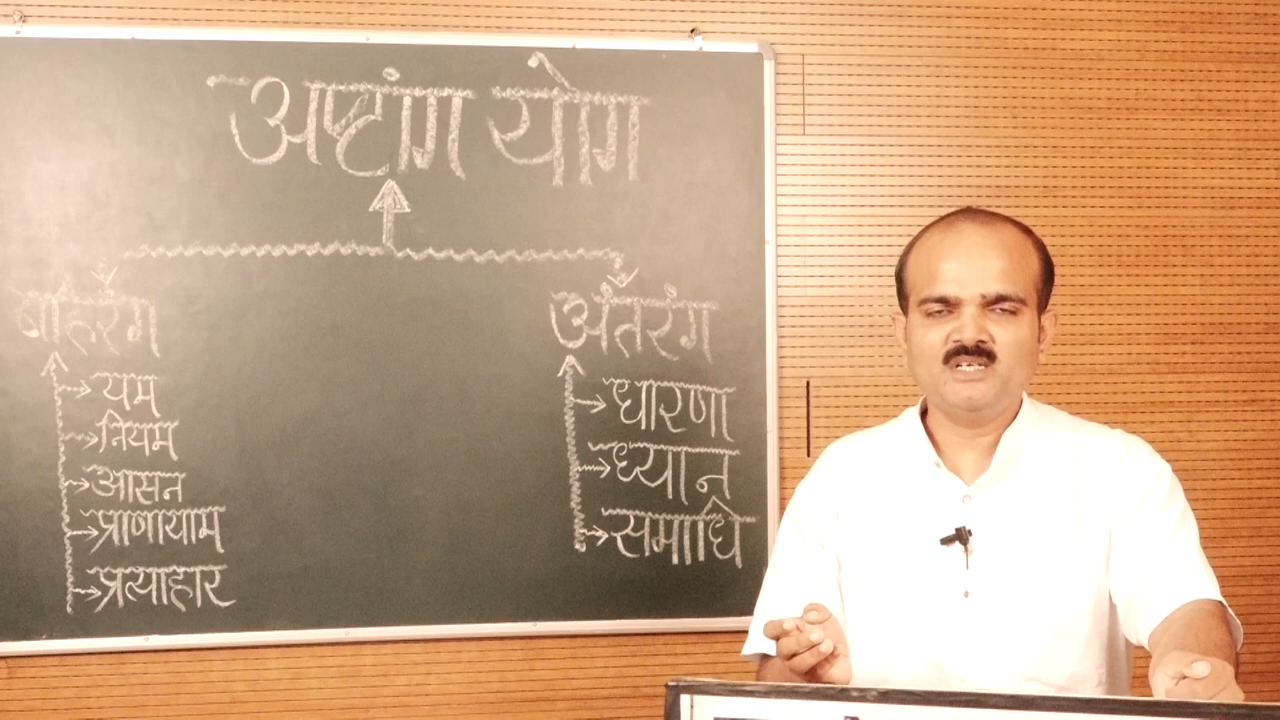 अष्टांग योग
बहिरंग
यम
नियम
आसन
प्राणायाम
प्रत्याहार
अंतरंग
धारणा
ध्यान
समाधि